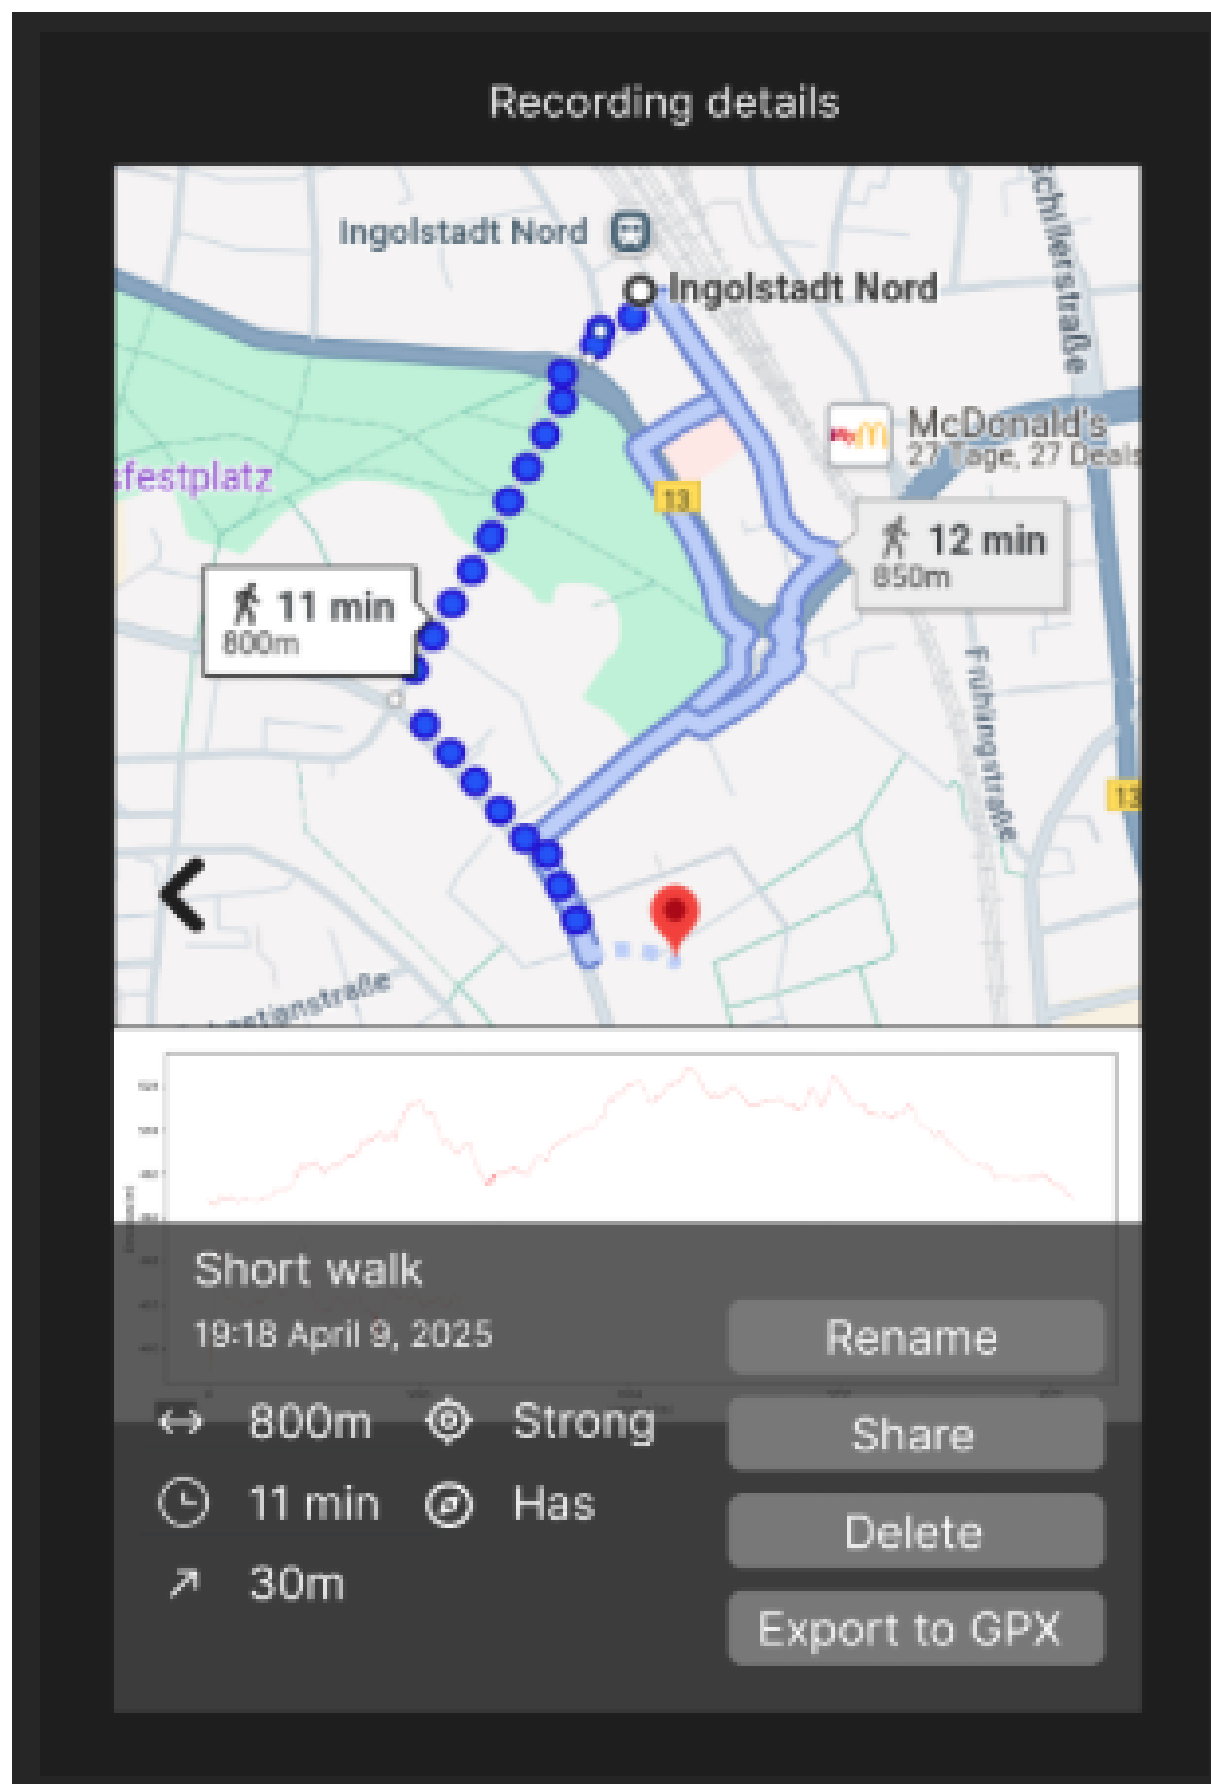 Recording details
Ingolstadt Nord
Ingolstadt Nord
Schillerstraße
McDonald's
27 Tage, 27 Deals
sfestplatz
13
12 min
850m
11 min
800m
Frühlingstraße
13
Short walk
19:18 April 9, 2025
Rename
800m
Strong
Share
11 min
Has
Delete
30m
Export to GPX